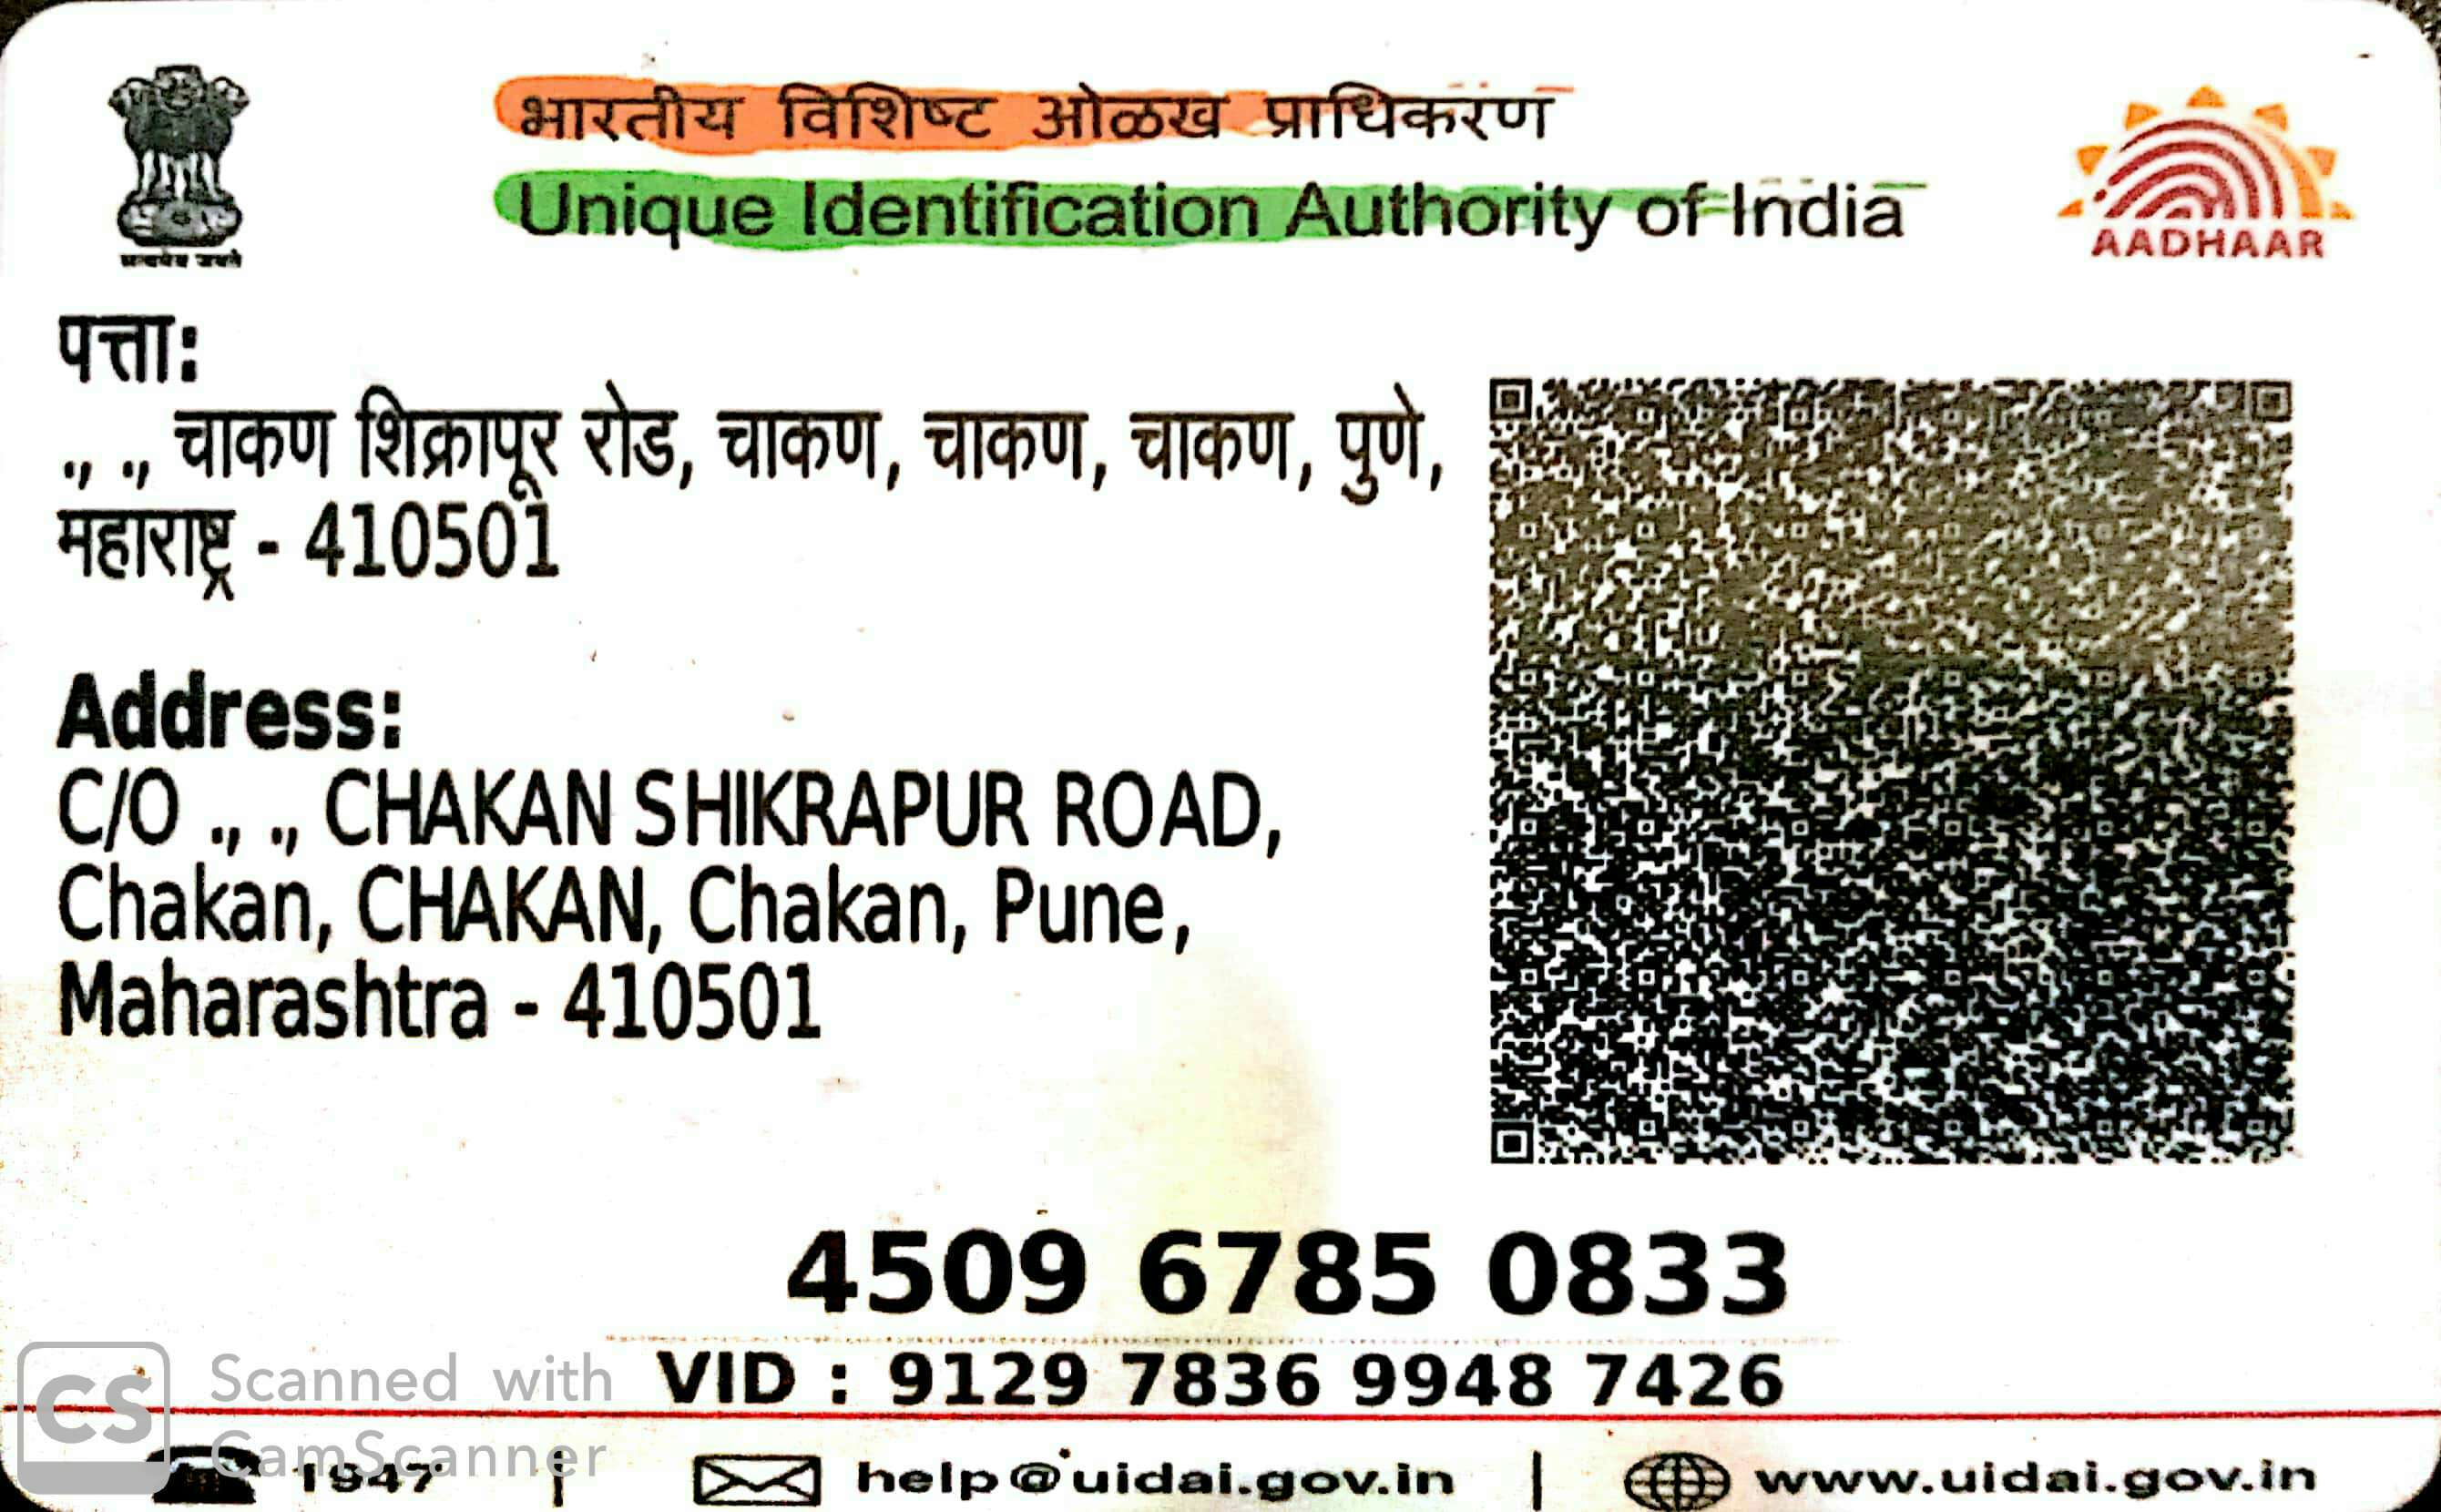 भारतीय विशिष्ट ओळख प्राधिकरण
Unique Identification Authority of India
सत्यमेव जयते
AADHAAR
पत्ता:
., ., चाकण शिक्रापूर रोड, चाकण, चाकण, चाकण, पुणे,
महाराष्ट्र - 410501
Address:
C/O ., ., CHAKAN SHIKRAPUR ROAD,
Chakan, CHAKAN, Chakan, Pune,
Maharashtra - 410501
4509 6785 0833
VID : 9129 7836 9948 7426
1947 | help@uidai.gov.in | www.uidai.gov.in
CS Scanned with
CamScanner